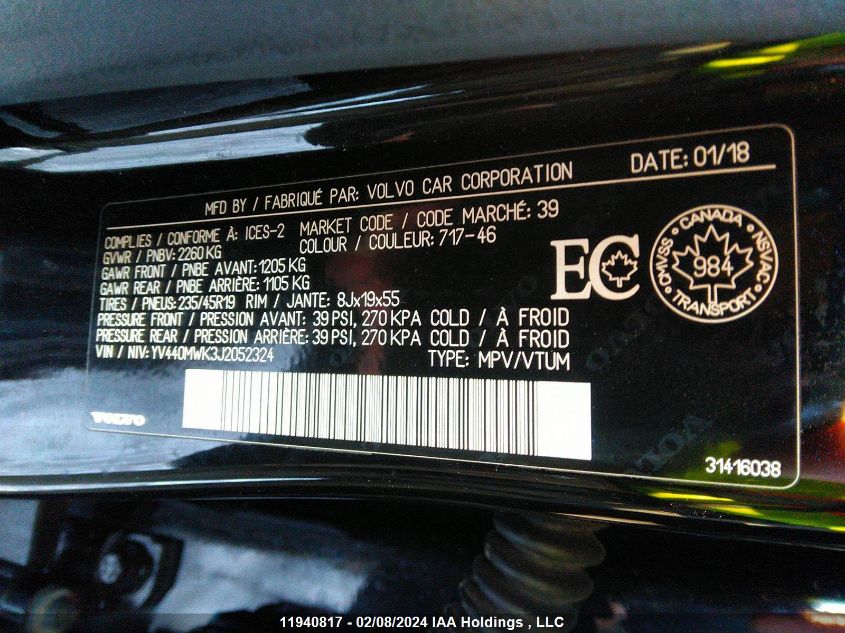 MFD BY / FABRIQUÉ PAR: VOLVO CAR CORPORATION DATE: 01/18
COMPLIES / CONFORME À: ICES-2 MARKET CODE / CODE MARCHÉ: 39
GVWR / PNBV: 2260 KG COLOUR / COULEUR: 717-46
GAWR FRONT / PNBE AVANT: 1205 KG
GAWR REAR / PNBE ARRIÈRE: 1105 KG
TIRES / PNEUS: 235/45R19 RIM / JANTE: 8Jx19x55
PRESSURE FRONT / PRESSION AVANT: 39 PSI, 270 KPA COLD / À FROID
PRESSURE REAR / PRESSION ARRIÈRE: 39 PSI, 270 KPA COLD / À FROID
VIN / NIV: YV440MWK3J2052324 TYPE: MPV/VTUM
EC
CANADA
CMVSS
984
NSVAC
TRANSPORT
VOLVO
31416038
11940817 - 02/08/2024 IAA Holdings , LLC